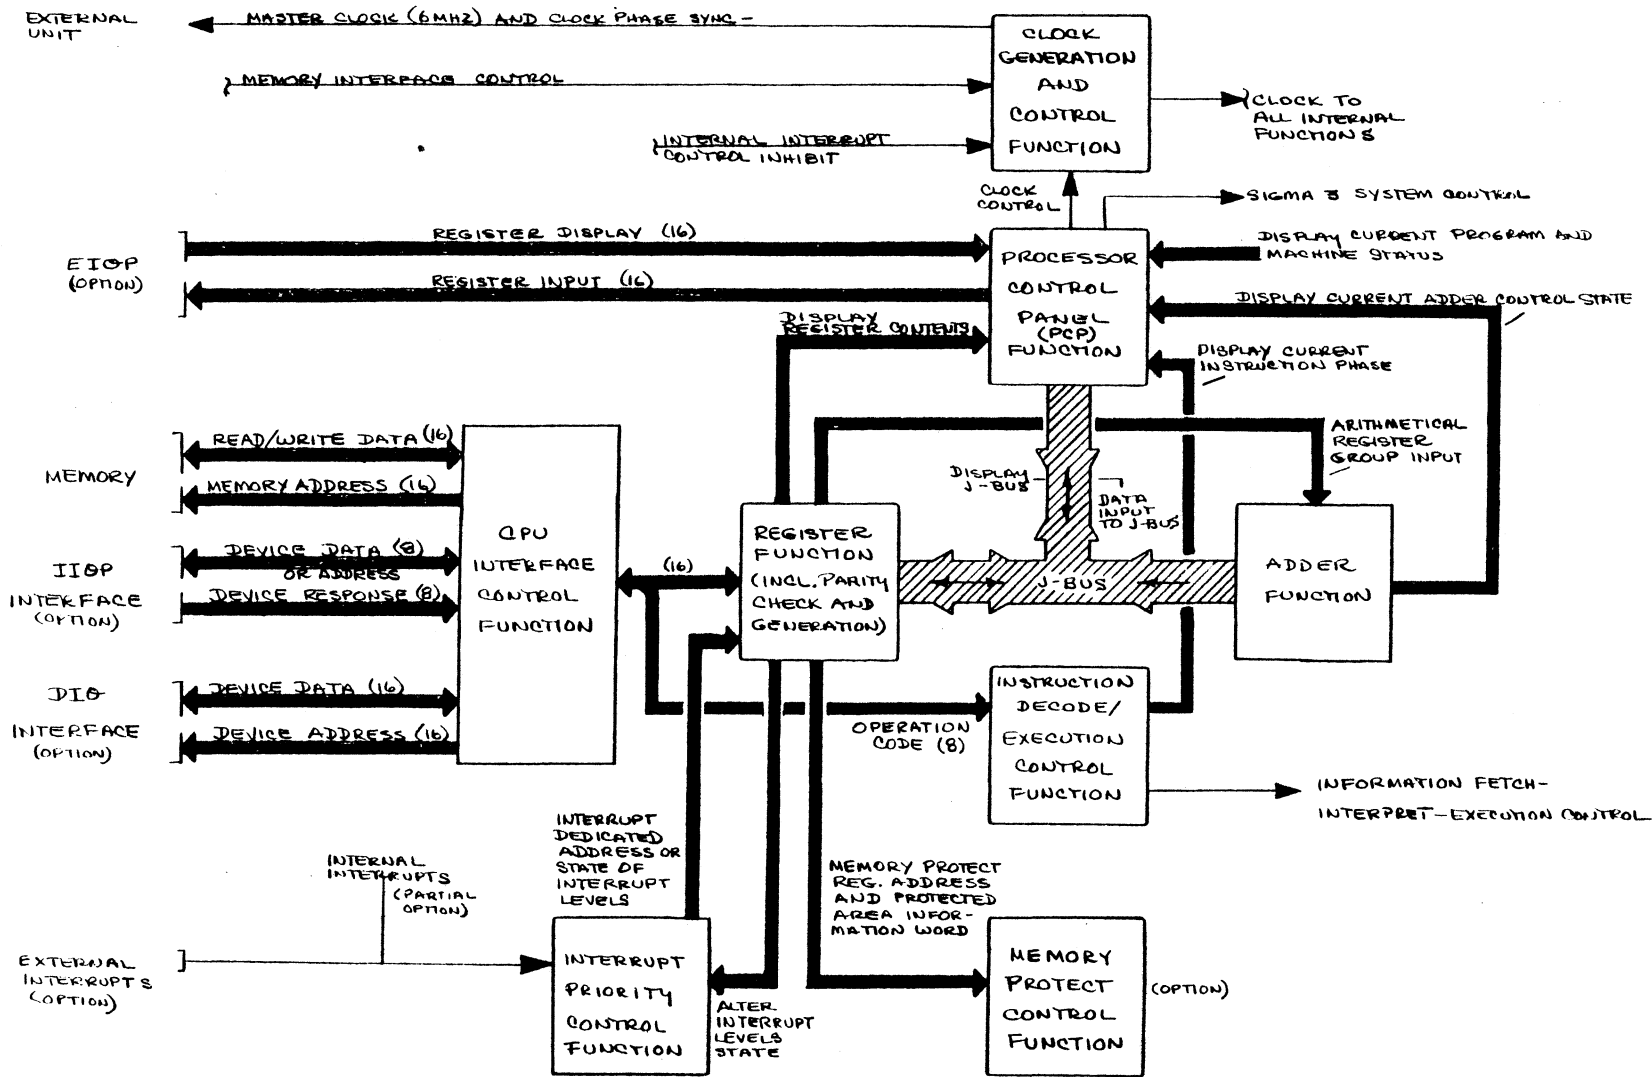 EXTERNAL
UNIT
MASTER CLOCK (6MHZ) AND CLOCK PHASE SYNC
MEMORY INTERFACE CONTROL
INTERNAL INTERRUPT
CONTROL INHIBIT
CLOCK
GENERATION
AND
CONTROL
FUNCTION
CLOCK TO
ALL INTERNAL
FUNCTIONS
CLOCK
CONTROL
SIGMA 3 SYSTEM CONTROL
EIOP
(OPTION)
REGISTER DISPLAY (16)
REGISTER INPUT (16)
PROCESSOR
CONTROL
PANEL
(PCP)
FUNCTION
DISPLAY CURRENT PROGRAM AND
MACHINE STATUS
DISPLAY CURRENT ADDER CONTROL STATE
DISPLAY
REGISTER CONTENTS
DISPLAY CURRENT
INSTRUCTION PHASE
MEMORY
READ/WRITE DATA (16)
MEMORY ADDRESS (16)
IIOP
INTERFACE
(OPTION)
DEVICE DATA (8)
OR ADDRESS
DEVICE RESPONSE (8)
DIO
INTERFACE
(OPTION)
DEVICE DATA (16)
DEVICE ADDRESS (16)
CPU
INTERFACE
CONTROL
FUNCTION
(16)
REGISTER
FUNCTION
(INCL. PARITY
CHECK AND
GENERATION)
DISPLAY
J-BUS
DATA
INPUT
TO J-BUS
J-BUS
ARITHMETICAL
REGISTER
GROUP INPUT
ADDER
FUNCTION
OPERATION
CODE (8)
INSTRUCTION
DECODE/
EXECUTION
CONTROL
FUNCTION
INFORMATION FETCH-
INTERPRET-EXECUTION CONTROL
INTERRUPT
DEDICATED
ADDRESS OR
STATE OF
INTERRUPT
LEVELS
INTERNAL
INTERRUPTS
(PARTIAL
OPTION)
EXTERNAL
INTERRUPTS
(OPTION)
INTERRUPT
PRIORITY
CONTROL
FUNCTION
ALTER
INTERRUPT
LEVELS
STATE
MEMORY PROTECT
REG. ADDRESS
AND PROTECTED
AREA INFOR-
MATION WORD
MEMORY
PROTECT
CONTROL
FUNCTION
(OPTION)